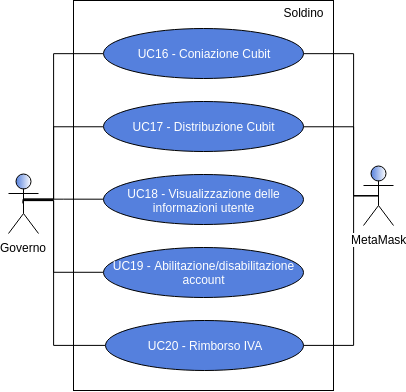 Soldino
UC16 - Coniazione Cubit
UC17 - Distribuzione Cubit
UC18 - Visualizzazione delle
informazioni utente
UC19 - Abilitazione/disabilitazione
account
UC20 - Rimborso IVA
Governo
MetaMask